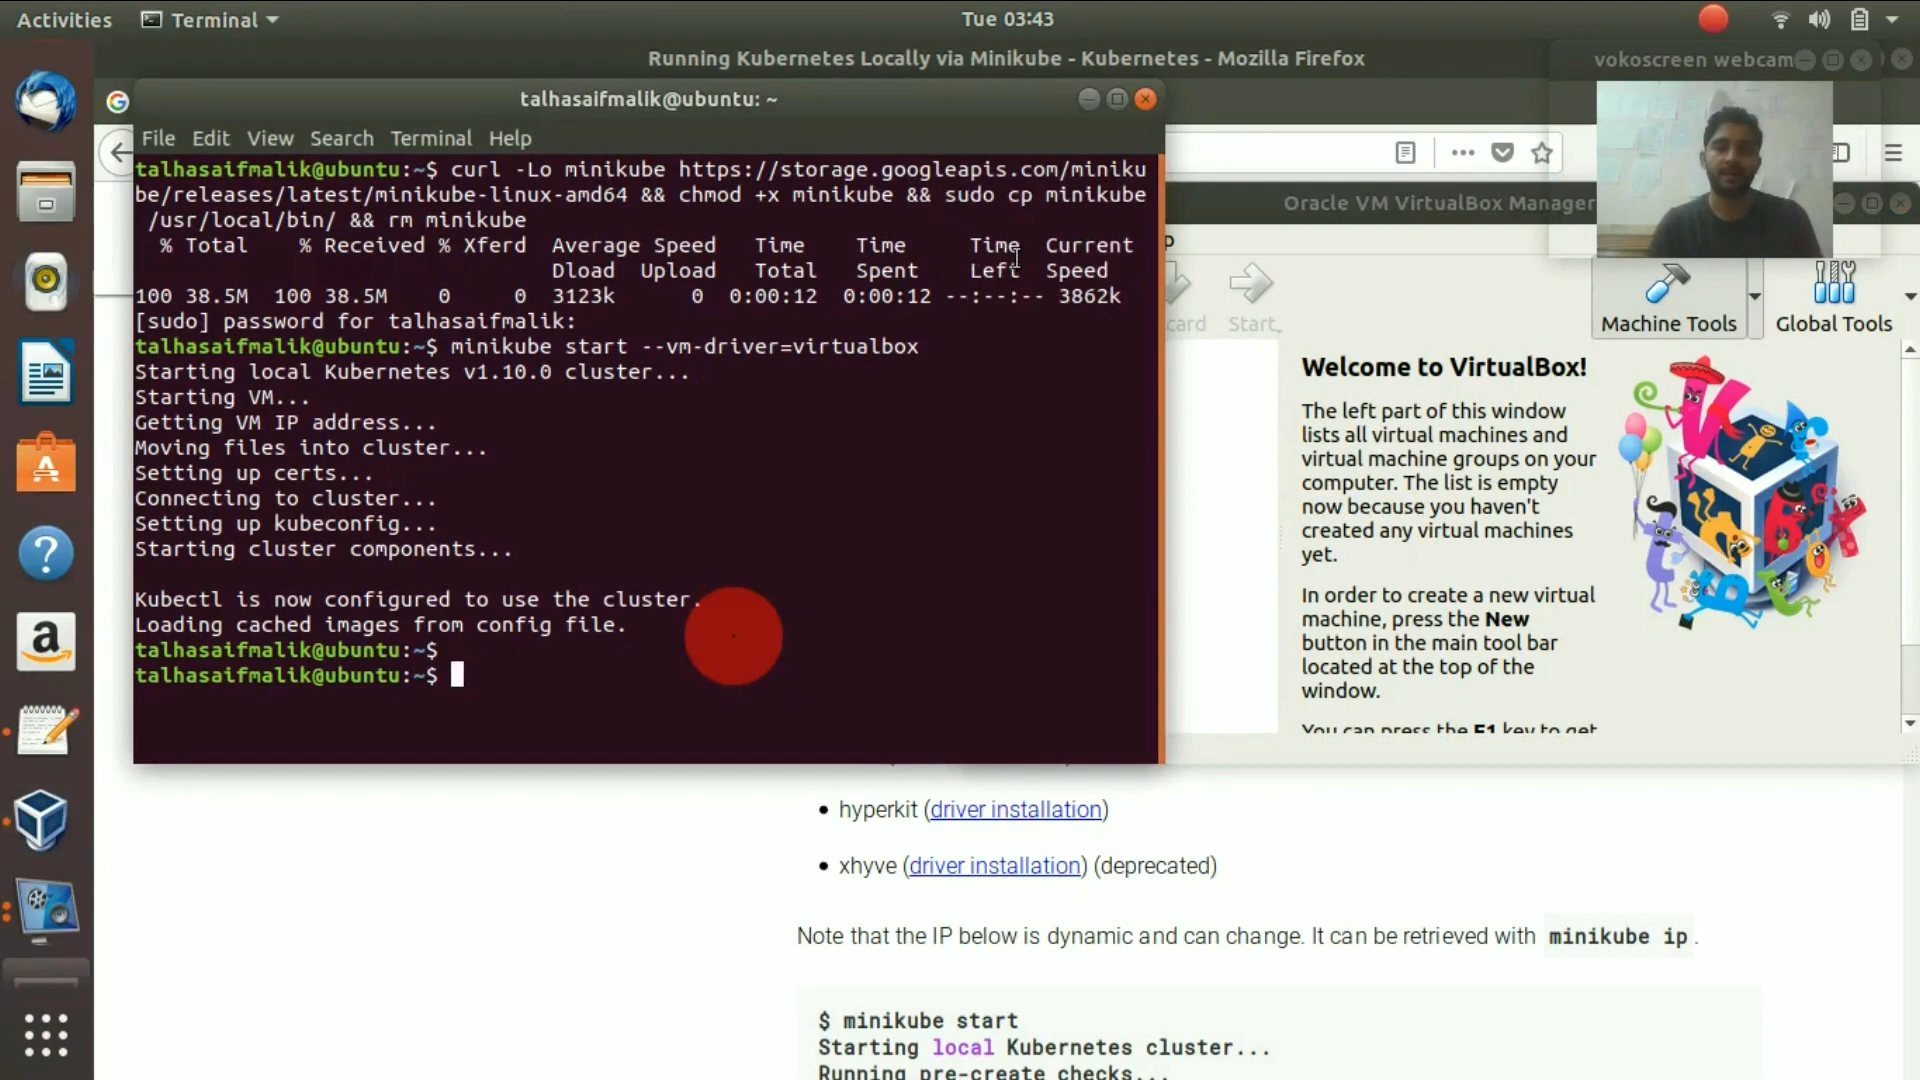 Activities
Terminal
Tue 03:43
Running Kubernetes Locally via Minikube - Kubernetes - Mozilla Firefox
vokoscreen webcam
talhasaifmalik@ubuntu: ~
File Edit View Search Terminal Help
talhasaifmalik@ubuntu:~$ curl -Lo minikube https://storage.googleapis.com/miniku
be/releases/latest/minikube-linux-amd64 && chmod +x minikube && sudo cp minikube
/usr/local/bin/ && rm minikube
% Total % Received % Xferd Average Speed Time Time Time Current
Dload Upload Total Spent Left Speed
100 38.5M 100 38.5M 0 0 3123k 0 0:00:12 0:00:12 --:--:-- 3862k
[sudo] password for talhasaifmalik:
talhasaifmalik@ubuntu:~$ minikube start --vm-driver=virtualbox
Starting local Kubernetes v1.10.0 cluster...
Starting VM...
Getting VM IP address...
Moving files into cluster...
Setting up certs...
Connecting to cluster...
Setting up kubeconfig...
Starting cluster components...
Kubectl is now configured to use the cluster.
Loading cached images from config file.
talhasaifmalik@ubuntu:~$
talhasaifmalik@ubuntu:~$
Oracle VM VirtualBox Manager
Start
Machine Tools
Global Tools
Welcome to VirtualBox!
The left part of this window
lists all virtual machines and
virtual machine groups on your
computer. The list is empty
now because you haven't
created any virtual machines
yet.
In order to create a new virtual
machine, press the New
button in the main tool bar
located at the top of the
window.
You can press the F1 key to get
hyperkit (driver installation)
xhyve (driver installation) (deprecated)
Note that the IP below is dynamic and can change. It can be retrieved with minikube ip .
$ minikube start
Starting local Kubernetes cluster...
Running pre-create checks...